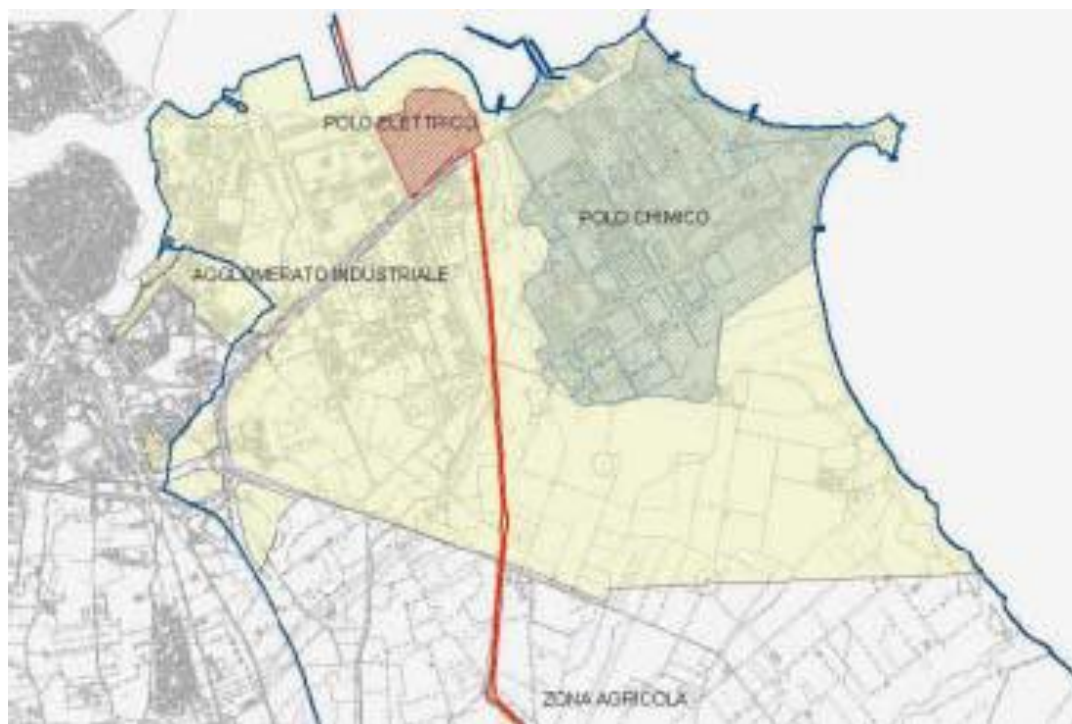 POLO ELETTRICO
POLO CHIMICO
AGGLOMERATO INDUSTRIALE
ZONA AGRICOLA